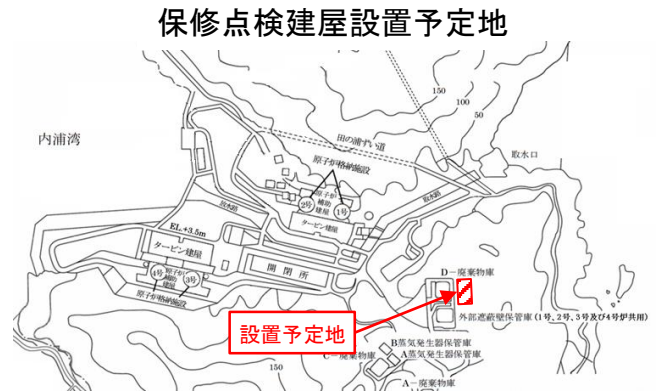 保修点検建屋設置予定地
150
100
50
内浦湾
田の浦ずい道
取水口
原子炉格納施設
原子炉
補助
建屋
2号
1号
タービン建屋
放水路
取水路
EL.+3.5m
タービン建屋
開閉所
4号
原子炉
補助
建屋
3号
原子炉格納施設
D-廃棄物庫
外部遮蔽壁保管庫(1号、2号、3号及び4号炉共用)
設置予定地
B蒸気発生器保管庫
C-廃棄物庫
A蒸気発生器保管庫
150
A-廃棄物庫